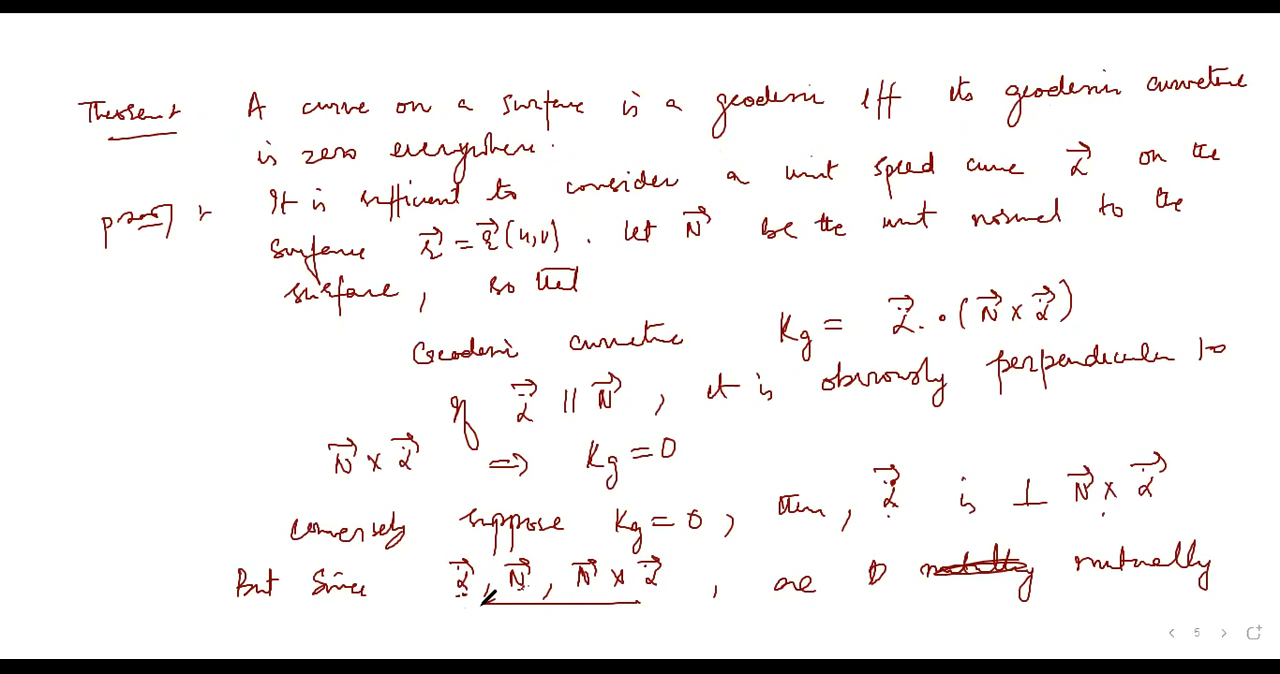 Theorem : A curve on a surface is a geodesic iff its geodesic curvature
is zero everywhere.
proof : It is sufficient to consider a unit speed curve α⃗ on the
surface r⃗ = r⃗(u,v). let N⃗ be the unit normal to the
surface, so that
Geodesic curvature Kg = α̈⃗ . (N⃗ × α̇⃗)
If α̈⃗ || N⃗, it is obviously perpendicular to
N⃗ × α̇⃗ ⇒ Kg = 0
conversely suppose Kg = 0, then, α̈⃗ is ⊥ N⃗ × α̇⃗
But since α̇⃗, N⃗, N⃗ × α̇⃗, are mutually
< 5 >